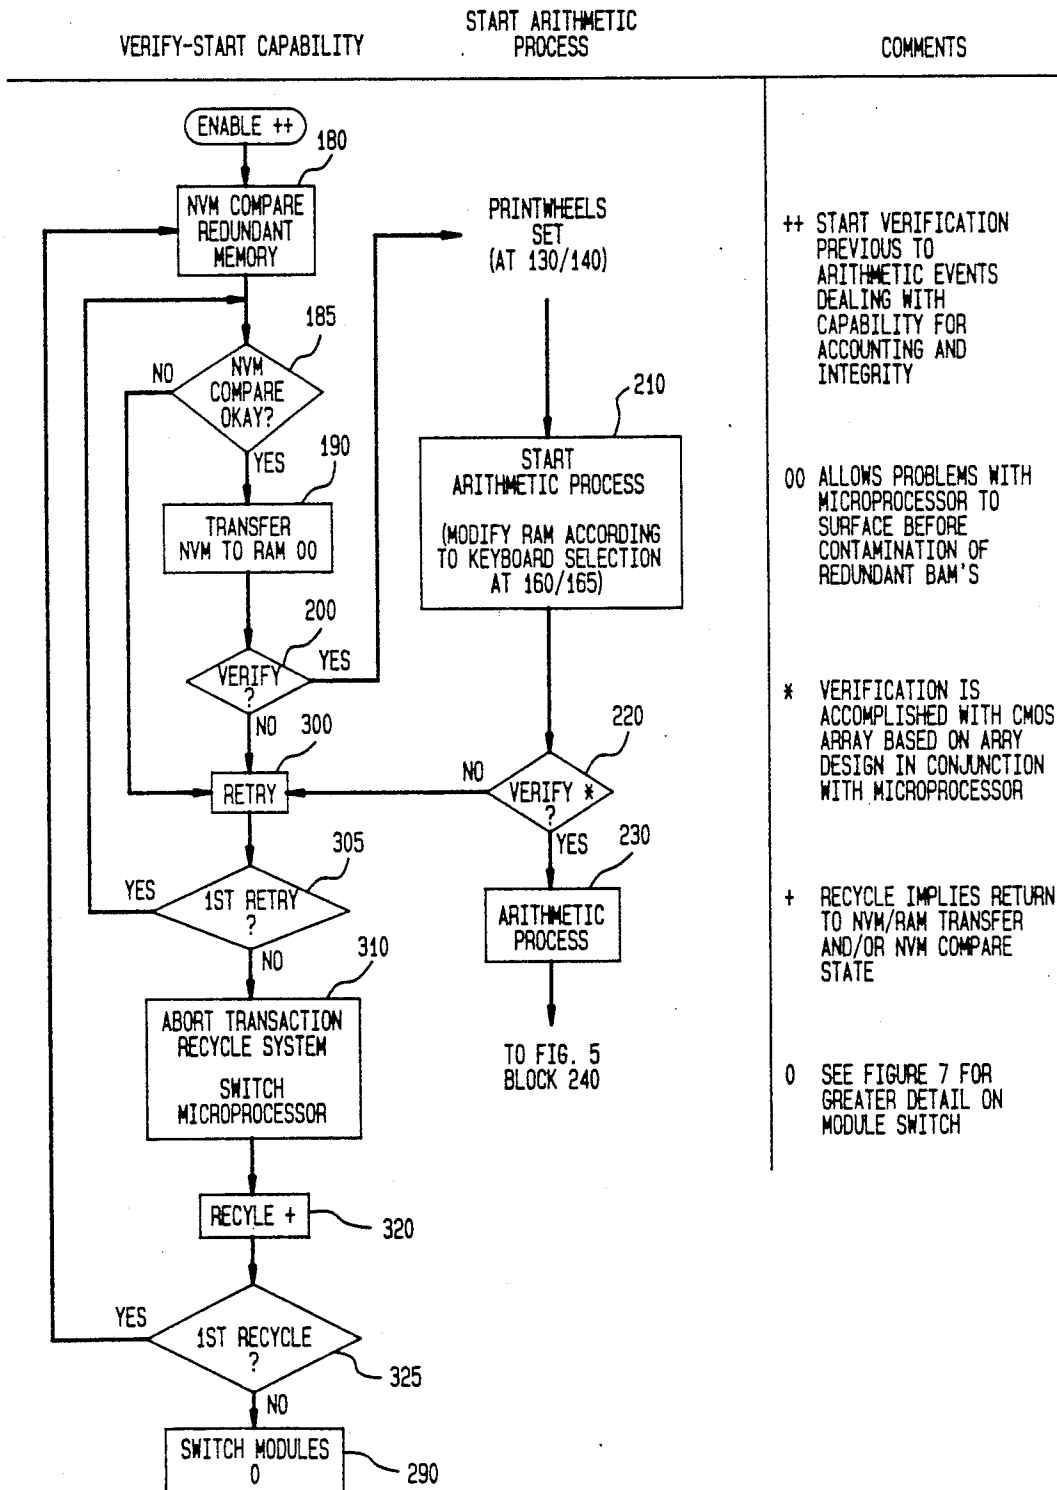 VERIFY-START CAPABILITY
START ARITHMETIC
PROCESS
COMMENTS
ENABLE ++
180
NVM COMPARE
REDUNDANT
MEMORY
185
NO
NVM
COMPARE
OKAY?
YES
190
TRANSFER
NVM TO RAM 00
200
VERIFY
?
YES
NO
300
RETRY
305
YES
1ST RETRY
?
NO
310
ABORT TRANSACTION
RECYCLE SYSTEM
SWITCH
MICROPROCESSOR
RECYLE +
320
YES
1ST RECYCLE
?
325
NO
SWITCH MODULES
0
290
PRINTWHEELS
SET
(AT 130/140)
210
START
ARITHMETIC PROCESS
(MODIFY RAM ACCORDING
TO KEYBOARD SELECTION
AT 160/165)
220
NO
VERIFY *
?
YES
230
ARITHMETIC
PROCESS
TO FIG. 5
BLOCK 240
++ START VERIFICATION
PREVIOUS TO
ARITHMETIC EVENTS
DEALING WITH
CAPABILITY FOR
ACCOUNTING AND
INTEGRITY
00 ALLOWS PROBLEMS WITH
MICROPROCESSOR TO
SURFACE BEFORE
CONTAMINATION OF
REDUNDANT BAM'S
* VERIFICATION IS
ACCOMPLISHED WITH CMOS
ARRAY BASED ON ARRY
DESIGN IN CONJUNCTION
WITH MICROPROCESSOR
+ RECYCLE IMPLIES RETURN
TO NVM/RAM TRANSFER
AND/OR NVM COMPARE
STATE
0 SEE FIGURE 7 FOR
GREATER DETAIL ON
MODULE SWITCH